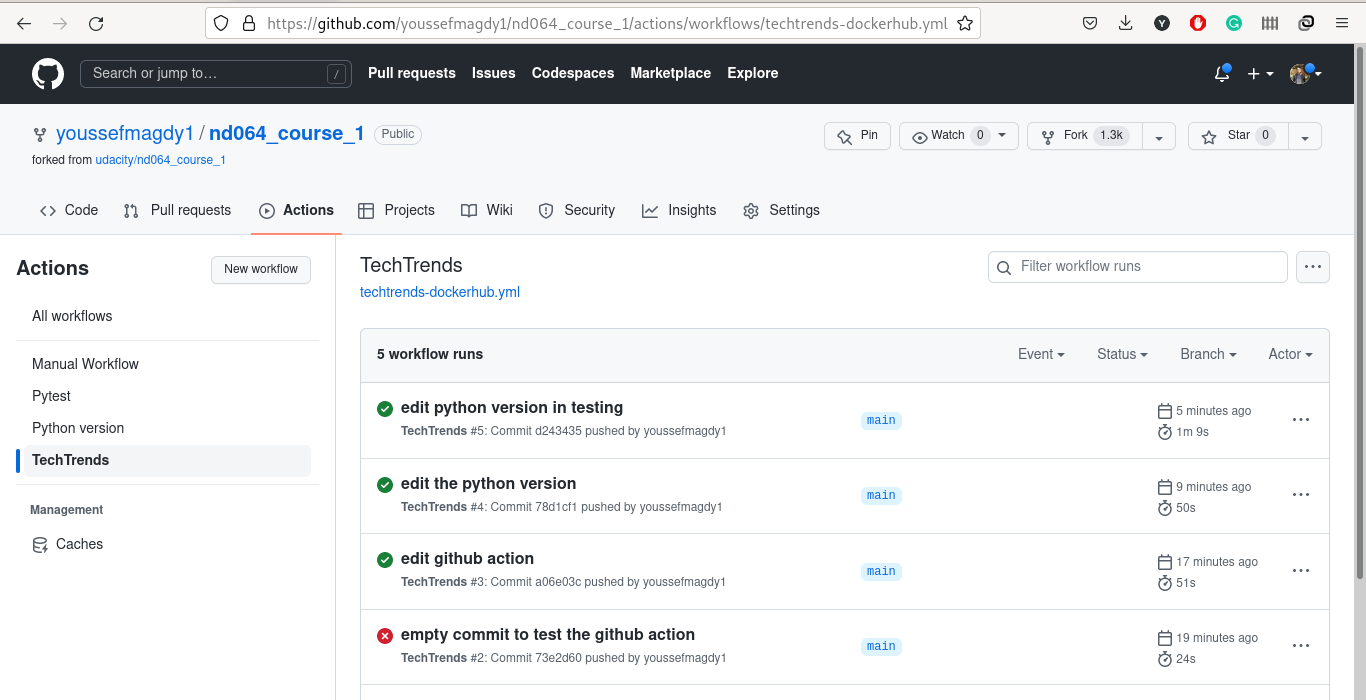 https://github.com/youssefmagdy1/nd064_course_1/actions/workflows/techtrends-dockerhub.yml
Search or jump to… / Pull requests Issues Codespaces Marketplace Explore
youssefmagdy1 / nd064_course_1 Public Pin Watch 0 Fork 1.3k Star 0
forked from udacity/nd064_course_1
Code Pull requests Actions Projects Wiki Insights Security Settings
Actions New workflow
All workflows
Manual Workflow
Pytest
Python version
TechTrends
Management
Caches
TechTrends Filter workflow runs
techtrends-dockerhub.yml
5 workflow runs Event Status Branch Actor
edit python version in testing main 5 minutes ago
TechTrends #5: Commit d243435 pushed by youssefmagdy1 1m 9s
edit the python version main 9 minutes ago
TechTrends #4: Commit 78d1cf1 pushed by youssefmagdy1 50s
edit github action main 17 minutes ago
TechTrends #3: Commit a06e03c pushed by youssefmagdy1 51s
empty commit to test the github action main 19 minutes ago
TechTrends #2: Commit 73e2d60 pushed by youssefmagdy1 24s